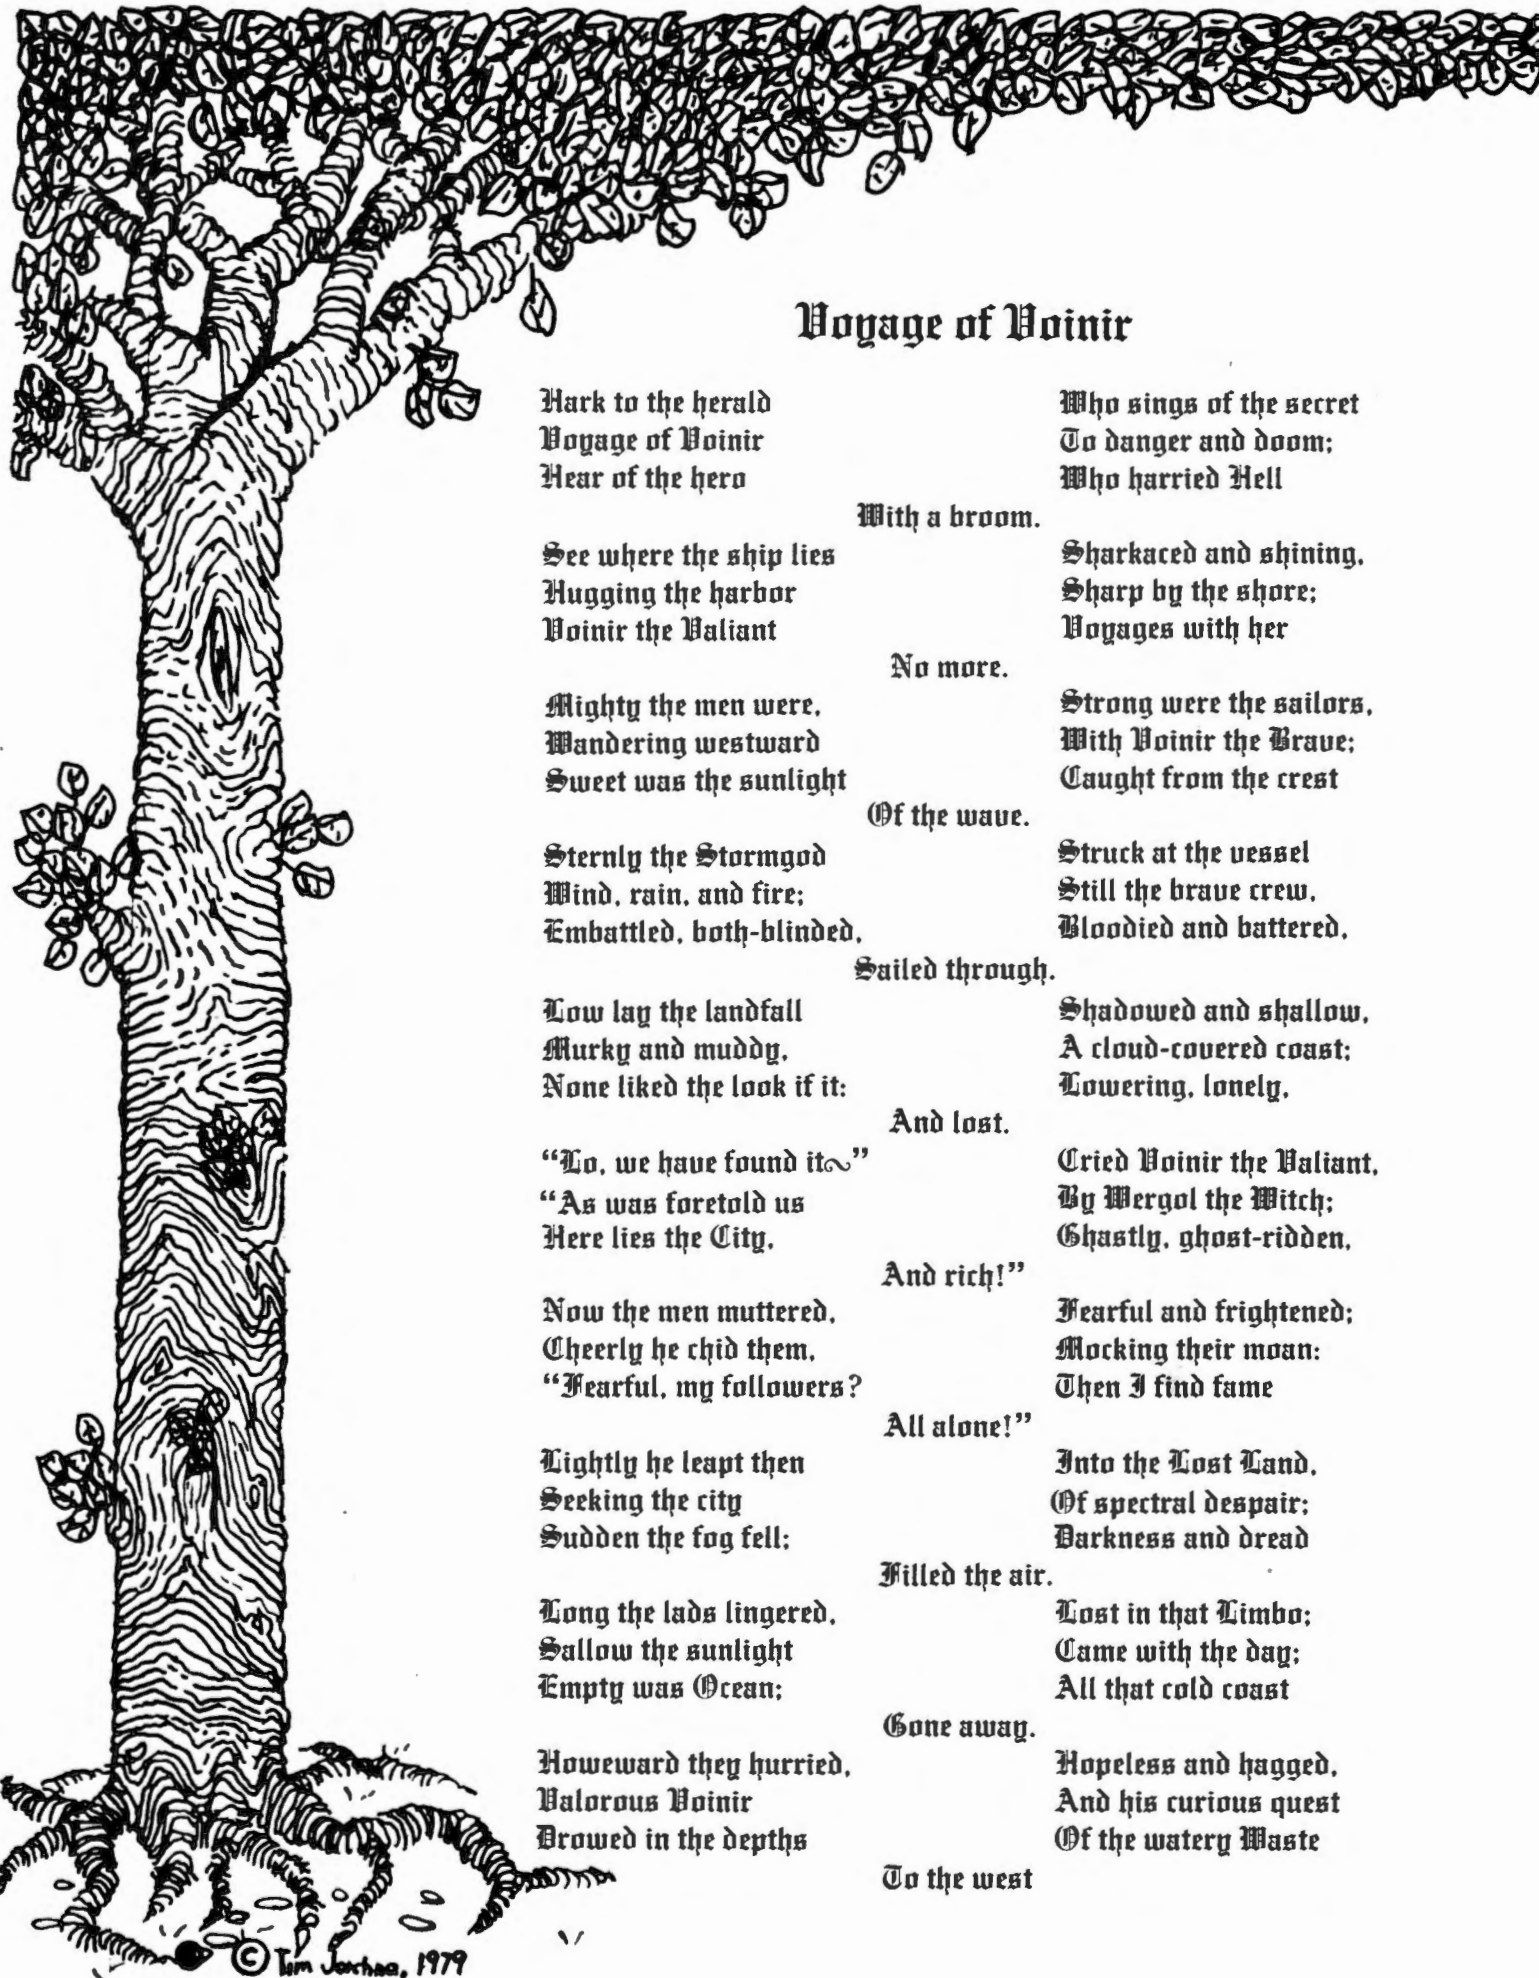 Voyage of Voinir
Hark to the herald Who sings of the secret
Voyage of Voinir To danger and doom;
Hear of the hero Who harried Hell
With a broom.
See where the ship lies Sharkaced and shining,
Hugging the harbor Sharp by the shore;
Voinir the Valiant Voyages with her
No more.
Mighty the men were, Strong were the sailors,
Wandering westward With Voinir the Brave;
Sweet was the sunlight Caught from the crest
Of the wave.
Sternly the Stormgod Struck at the vessel
Wind, rain, and fire; Still the brave crew,
Embattled, both-blinded, Bloodied and battered,
Sailed through.
Low lay the landfall Shadowed and shallow,
Murky and muddy, A cloud-covered coast;
None liked the look if it: Lowering, lonely,
And lost.
“Lo, we have found it~” Cried Voinir the Valiant,
“As was foretold us By Wergol the Witch;
Here lies the City, Ghastly, ghost-ridden,
And rich!”
Now the men muttered, Fearful and frightened;
Cheerly he chid them, Mocking their moan:
“Fearful, my followers? Then I find fame
All alone!”
Lightly he leapt then Into the Lost Land,
Seeking the city Of spectral despair;
Sudden the fog fell; Darkness and dread
Filled the air.
Long the lads lingered, Lost in that Limbo;
Sallow the sunlight Came with the day;
Empty was Ocean; All that cold coast
Gone away.
Howeward they hurried, Hopeless and hagged,
Valorous Voinir And his curious quest
Drowed in the depths Of the watery Waste
To the west
© Tim 1979